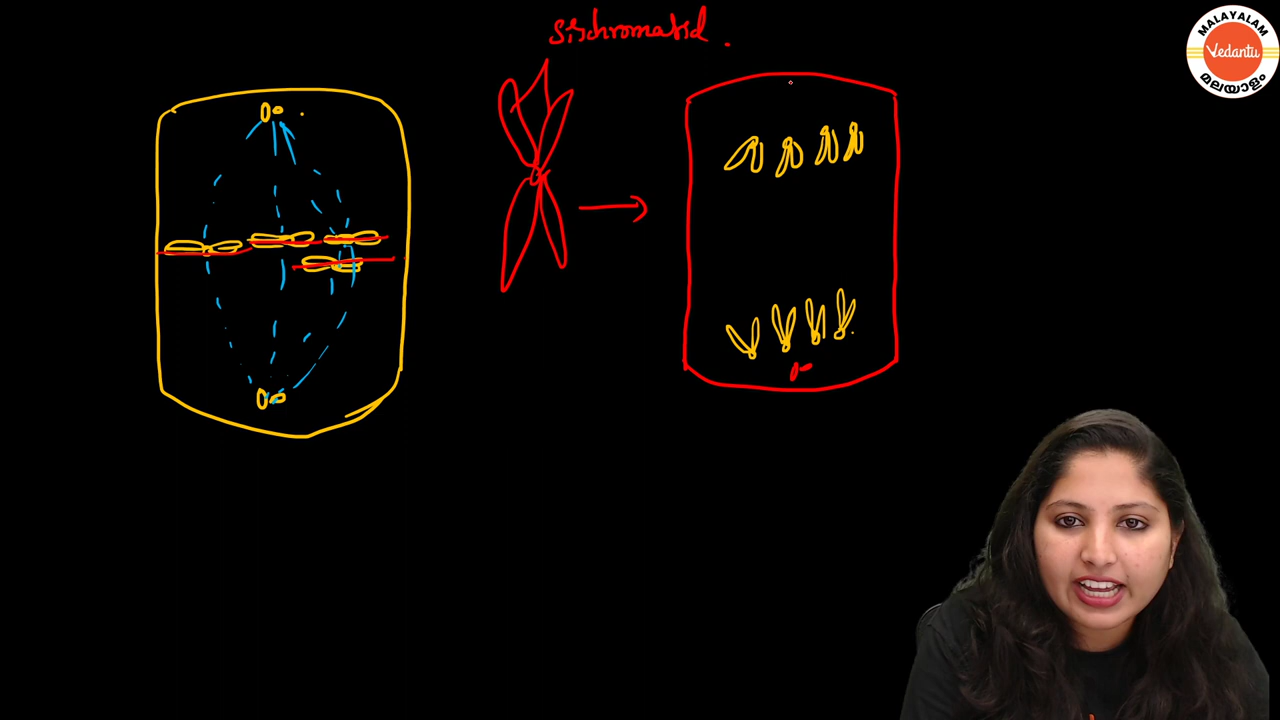 sischromatid.
MALAYALAM
Vedantu
മലയാളം